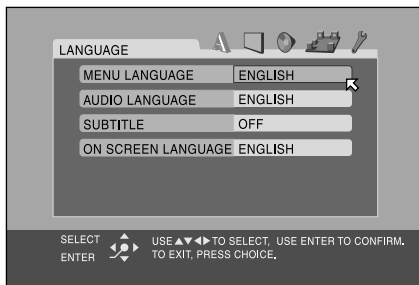 LANGUAGE
MENU LANGUAGE ENGLISH
AUDIO LANGUAGE ENGLISH
SUBTITLE OFF
ON SCREEN LANGUAGE ENGLISH
SELECT USE ▲▼◀▶ TO SELECT, USE ENTER TO CONFIRM.
ENTER TO EXIT, PRESS CHOICE.